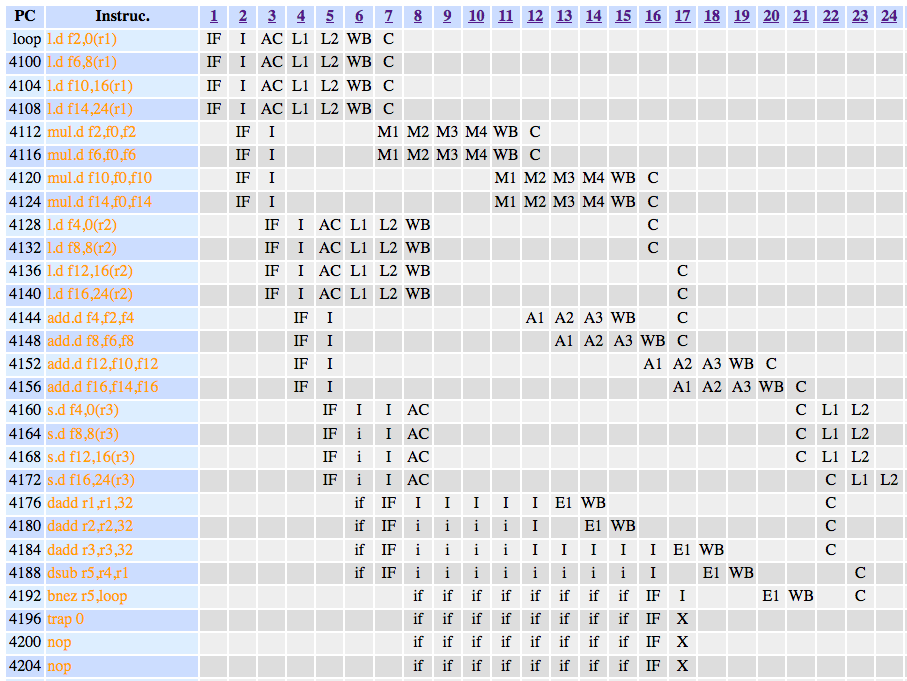 PC Instruc. 1 2 3 4 5 6 7 8 9 10 11 12 13 14 15 16 17 18 19 20 21 22 23 24
loop l.d f2,0(r1) IF I AC L1 L2 WB C
4100 l.d f6,8(r1) IF I AC L1 L2 WB C
4104 l.d f10,16(r1) IF I AC L1 L2 WB C
4108 l.d f14,24(r1) IF I AC L1 L2 WB C
4112 mul.d f2,f0,f2 IF I M1 M2 M3 M4 WB C
4116 mul.d f6,f0,f6 IF I M1 M2 M3 M4 WB C
4120 mul.d f10,f0,f10 IF I M1 M2 M3 M4 WB C
4124 mul.d f14,f0,f14 IF I M1 M2 M3 M4 WB C
4128 l.d f4,0(r2) IF I AC L1 L2 WB C
4132 l.d f8,8(r2) IF I AC L1 L2 WB C
4136 l.d f12,16(r2) IF I AC L1 L2 WB C
4140 l.d f16,24(r2) IF I AC L1 L2 WB C
4144 add.d f4,f2,f4 IF I A1 A2 A3 WB C
4148 add.d f8,f6,f8 IF I A1 A2 A3 WB C
4152 add.d f12,f10,f12 IF I A1 A2 A3 WB C
4156 add.d f16,f14,f16 IF I A1 A2 A3 WB C
4160 s.d f4,0(r3) IF I I AC C L1 L2
4164 s.d f8,8(r3) IF i I AC C L1 L2
4168 s.d f12,16(r3) IF i I AC C L1 L2
4172 s.d f16,24(r3) IF i I AC C L1 L2
4176 dadd r1,r1,32 if IF I I I I I E1 WB C
4180 dadd r2,r2,32 if IF i i i i I E1 WB C
4184 dadd r3,r3,32 if IF i i i i I I I I I E1 WB C
4188 dsub r5,r4,r1 if IF i i i i i i i i I E1 WB C
4192 bnez r5,loop if if if if if if if if IF I E1 WB C
4196 trap 0 if if if if if if if if IF X
4200 nop if if if if if if if if IF X
4204 nop if if if if if if if if IF X